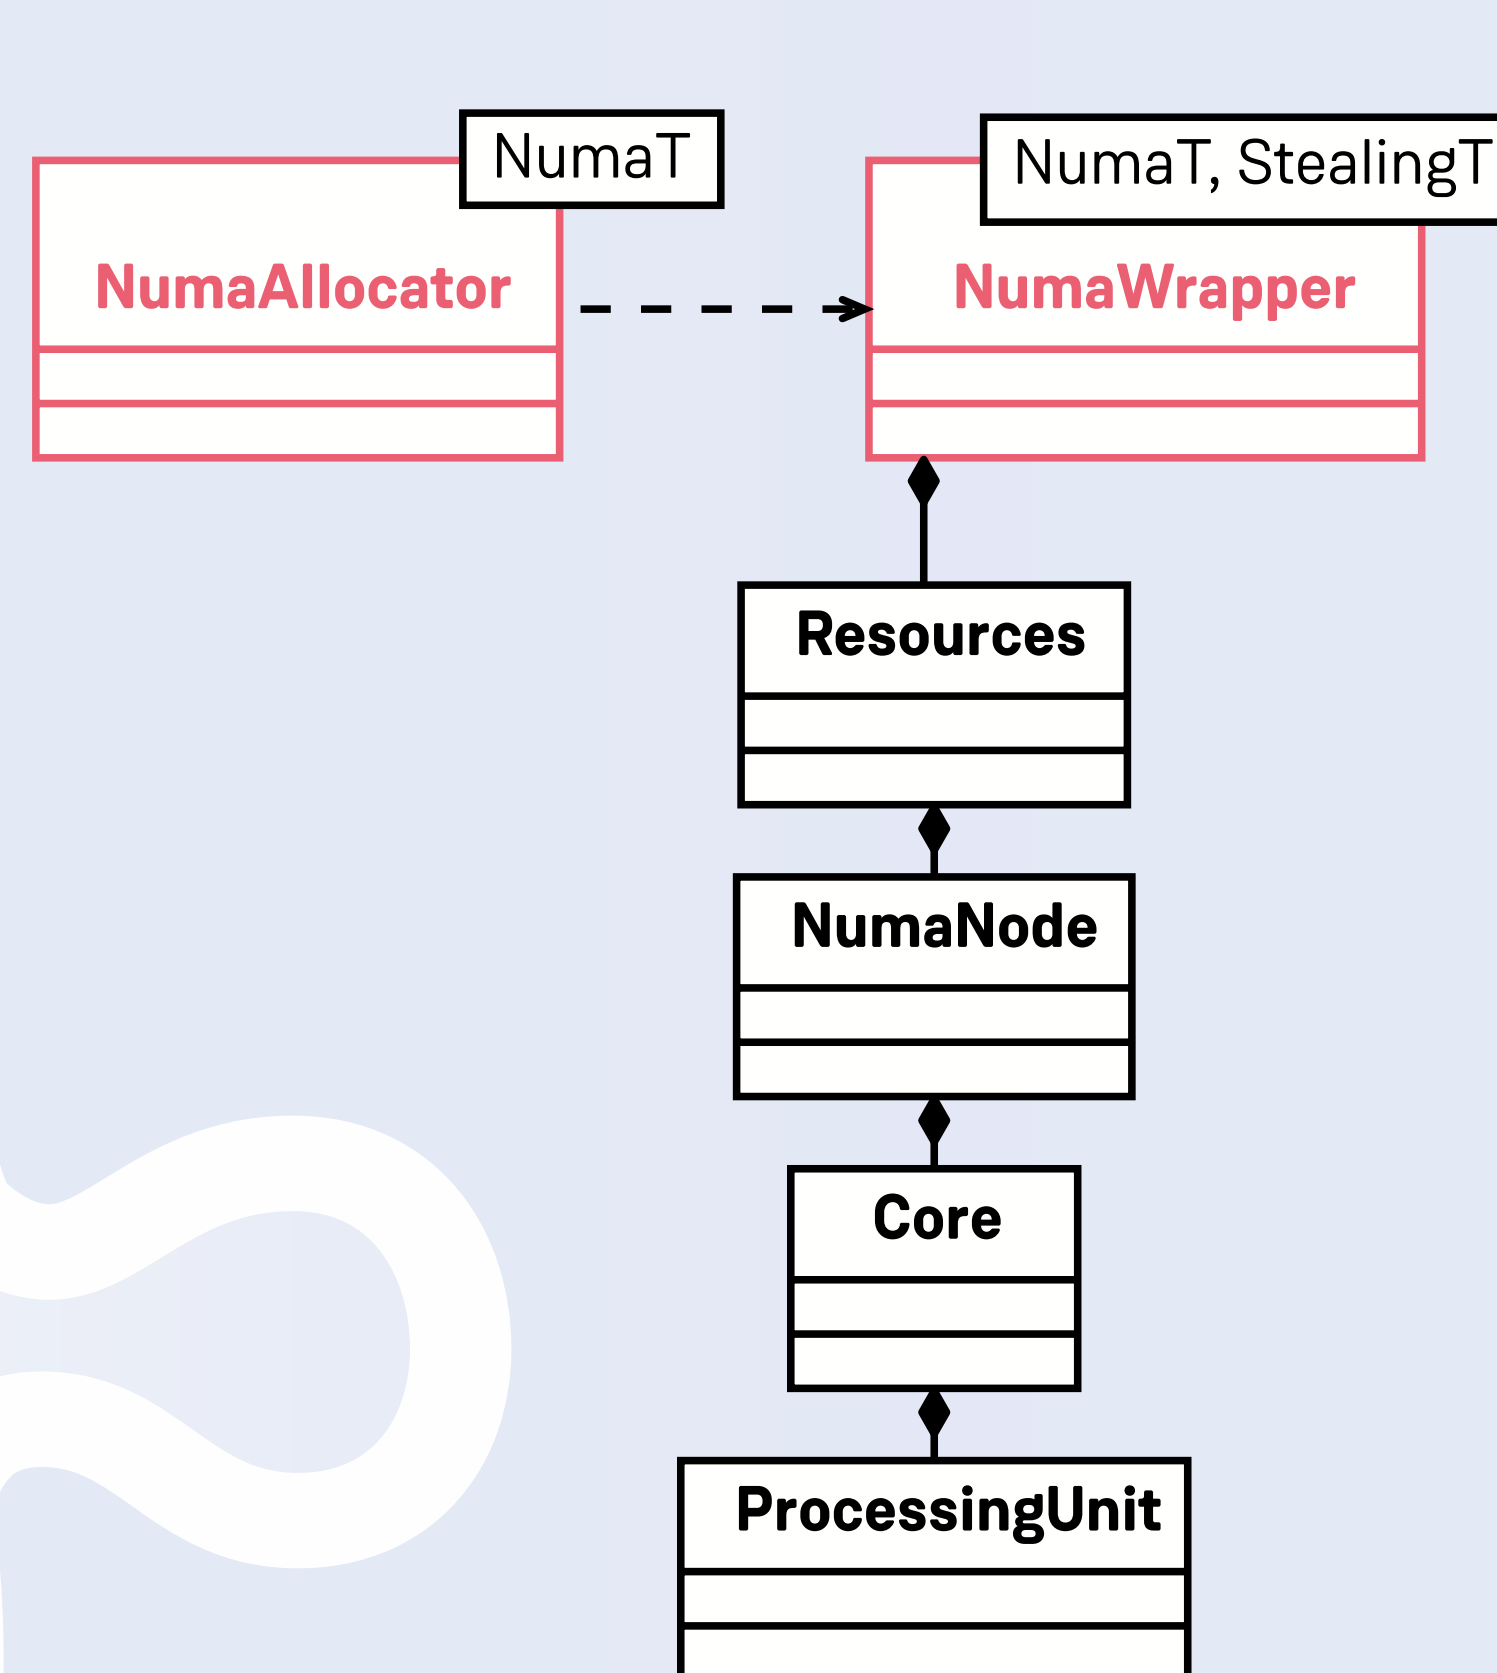 NumaT
NumaT, StealingT
NumaAllocator
NumaWrapper
Resources
NumaNode
Core
ProcessingUnit